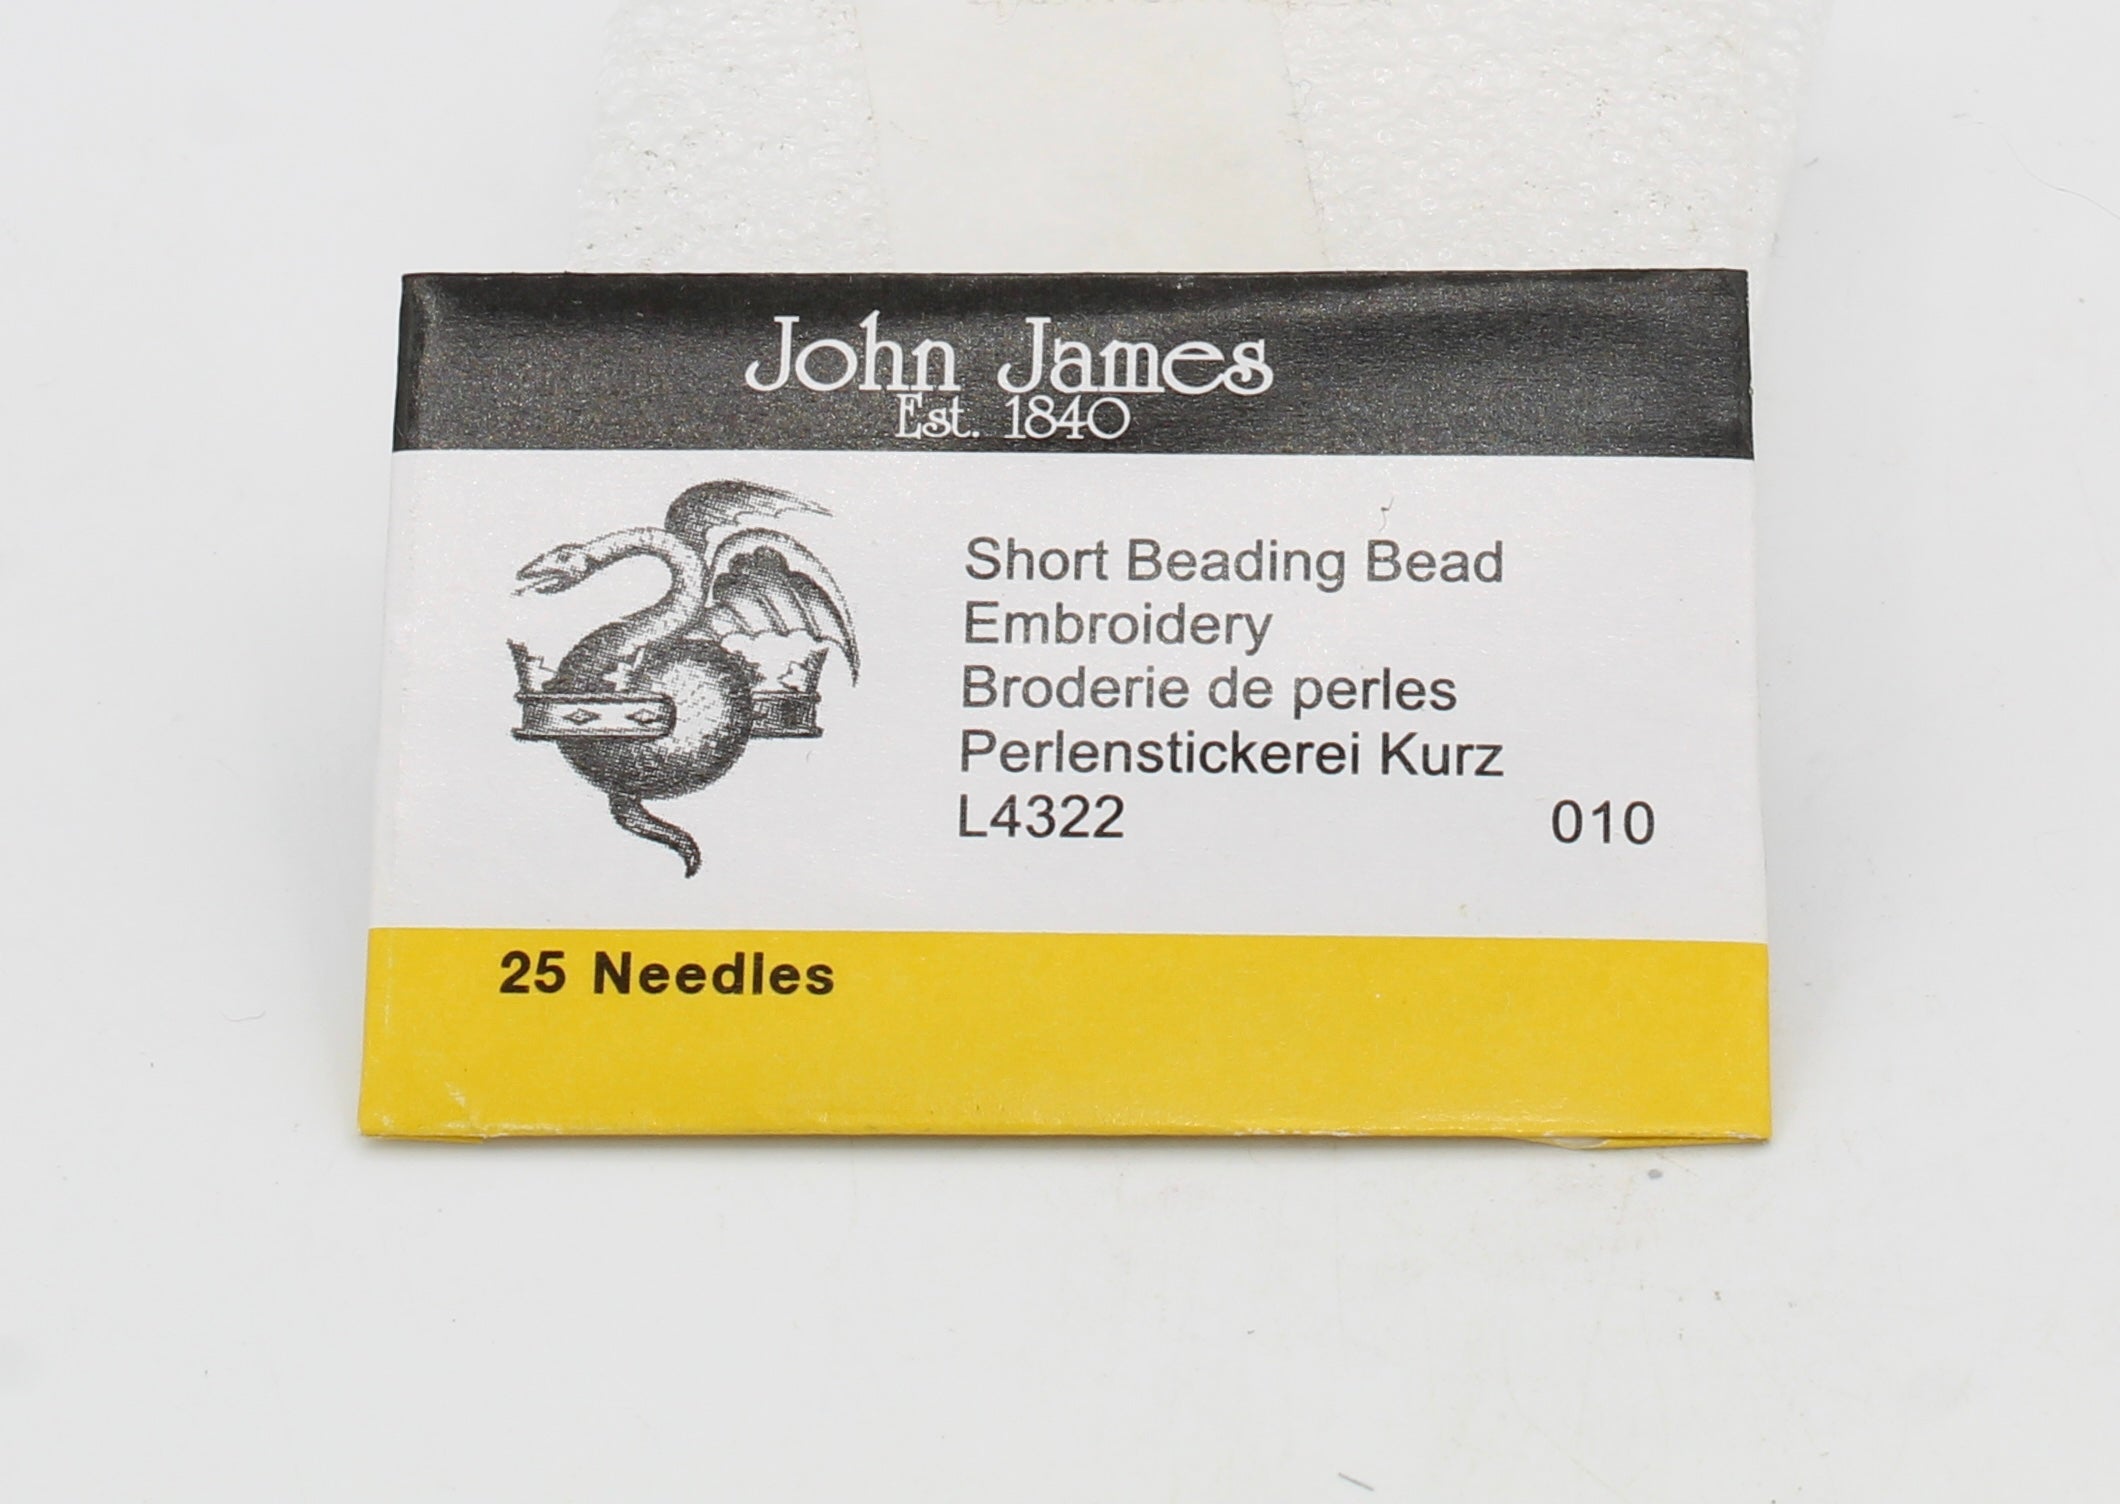 John James
Est. 1840
Short Beading Bead
Embroidery
Broderie de perles
Perlenstickerei Kurz
L4322 010
25 Needles